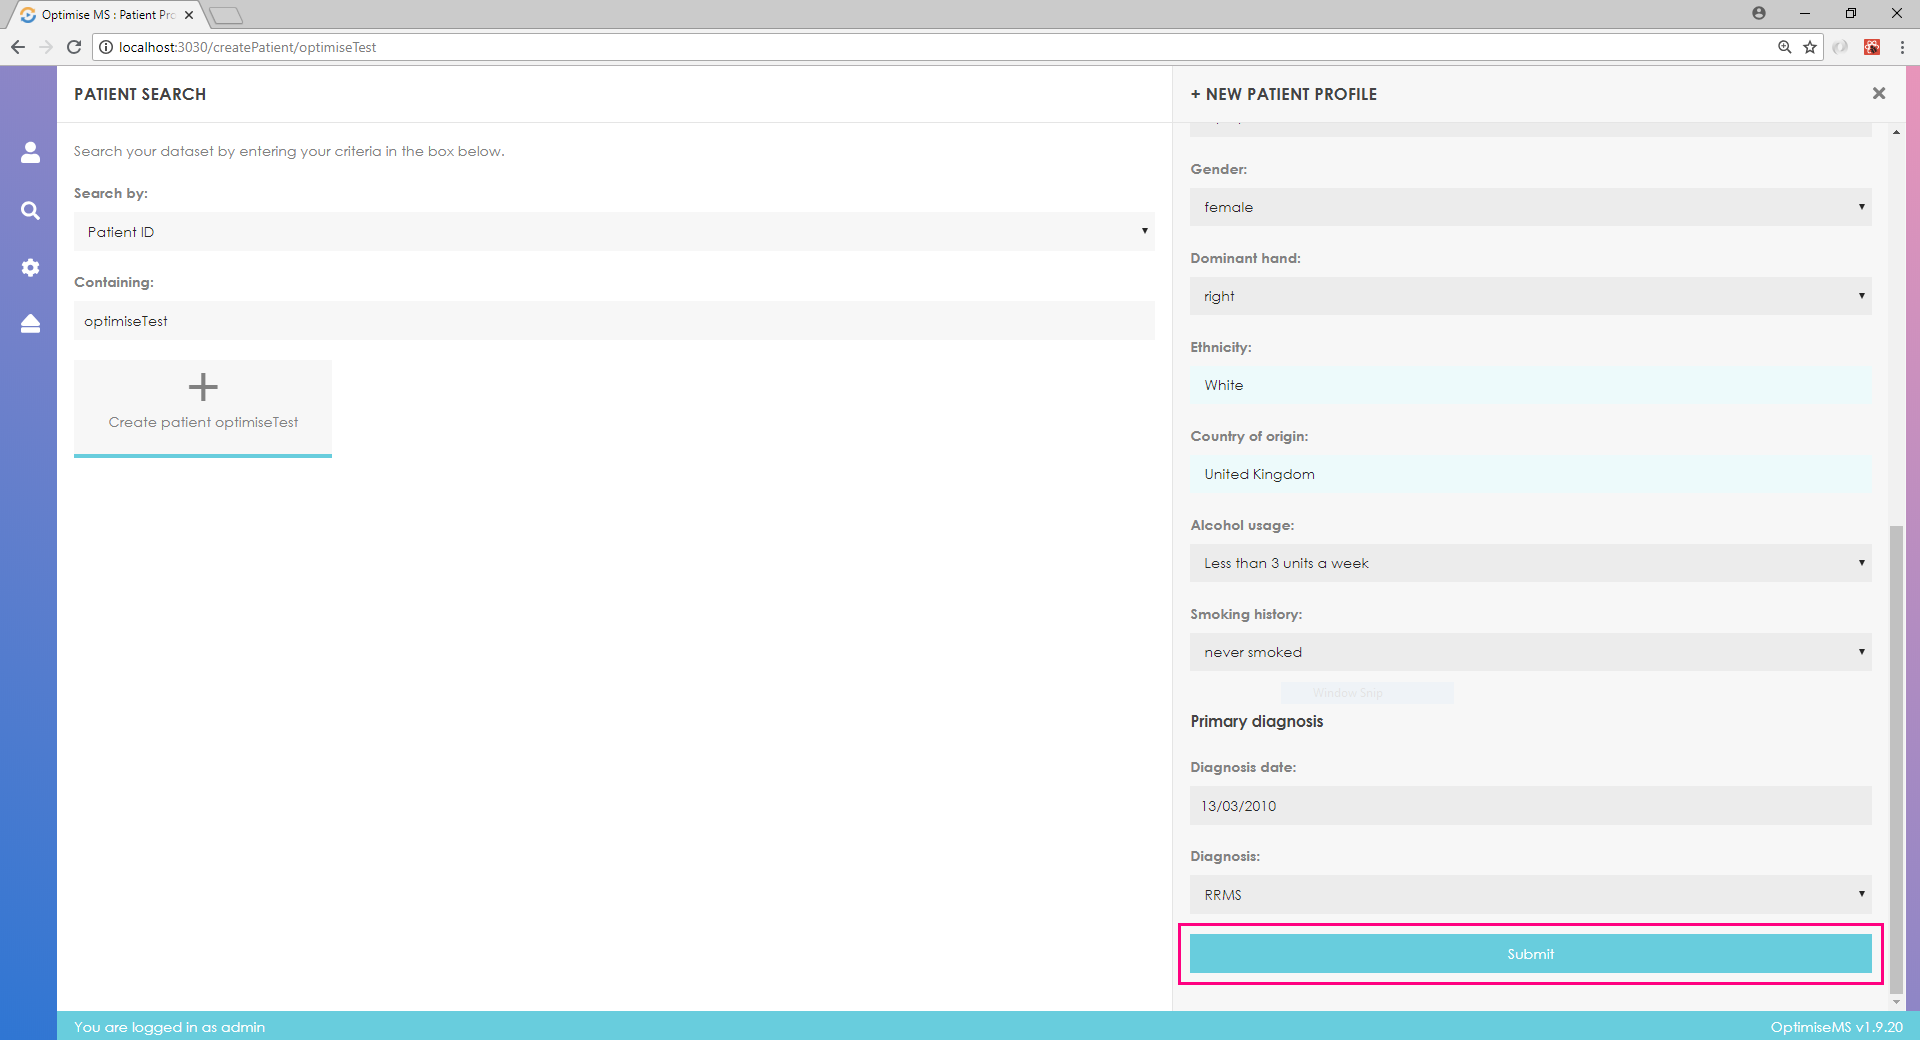 Optimise MS : Patient Pro
localhost:3030/createPatient/optimiseTest
PATIENT SEARCH
Search your dataset by entering your criteria in the box below.
Search by:
Patient ID
Containing:
optimiseTest
Create patient optimiseTest
+ NEW PATIENT PROFILE
Gender:
female
Dominant hand:
right
Ethnicity:
White
Country of origin:
United Kingdom
Alcohol usage:
Less than 3 units a week
Smoking history:
never smoked
Window Snip
Primary diagnosis
Diagnosis date:
13/03/2010
Diagnosis:
RRMS
Submit
You are logged in as admin
OptimiseMS v1.9.20